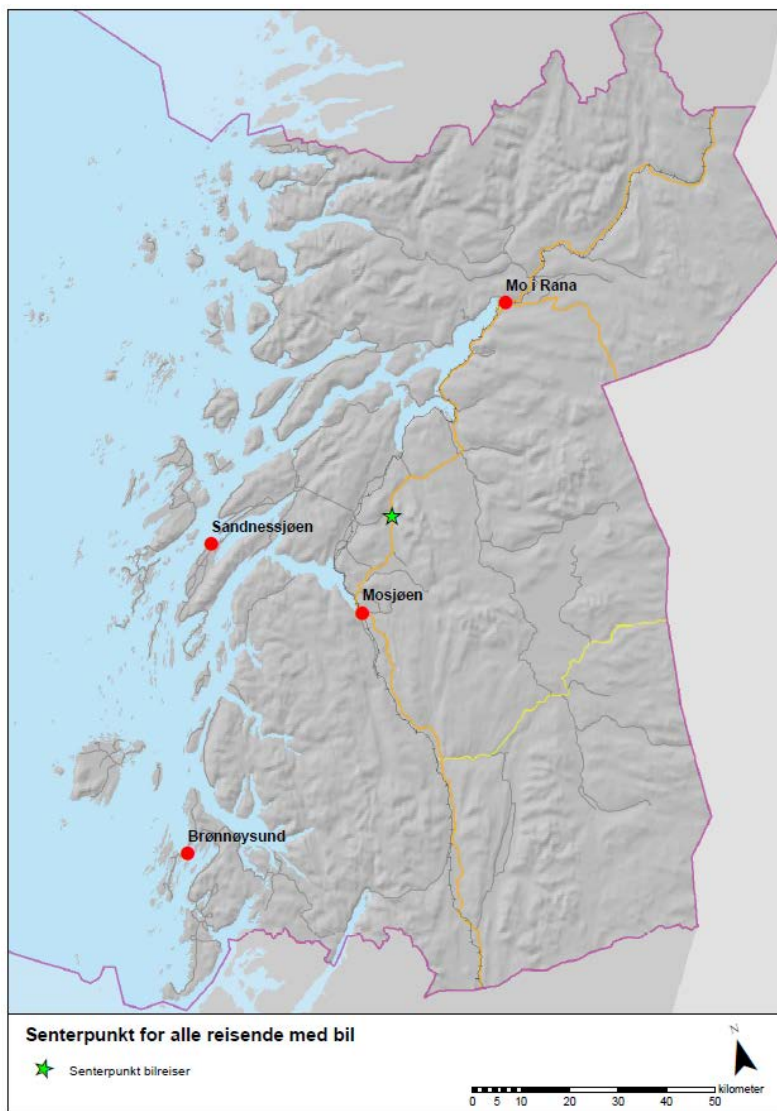 Mo i Rana
Sandnessjøen
Mosjøen
Brønnøysund
Senterpunkt for alle reisende med bil
Senterpunkt bilreiser
N
kilometer
0 5 10 20 30 40 50